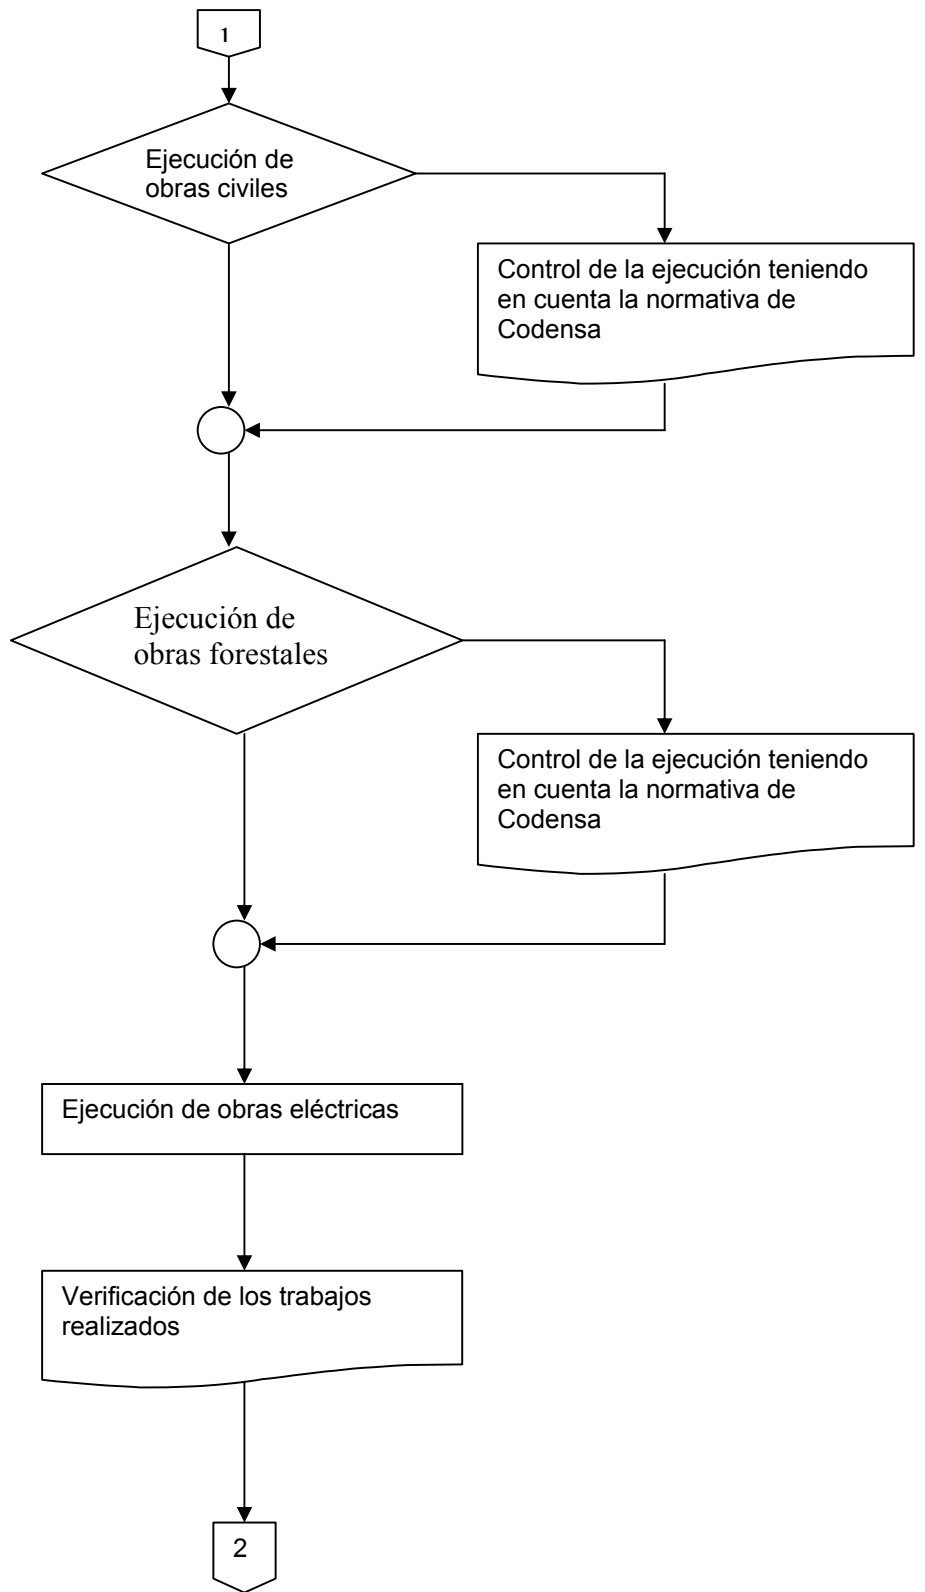 1
Ejecución de
obras civiles
Control de la ejecución teniendo
en cuenta la normativa de
Codensa
Ejecución de
obras forestales
Control de la ejecución teniendo
en cuenta la normativa de
Codensa
Ejecución de obras eléctricas
Verificación de los trabajos
realizados
2